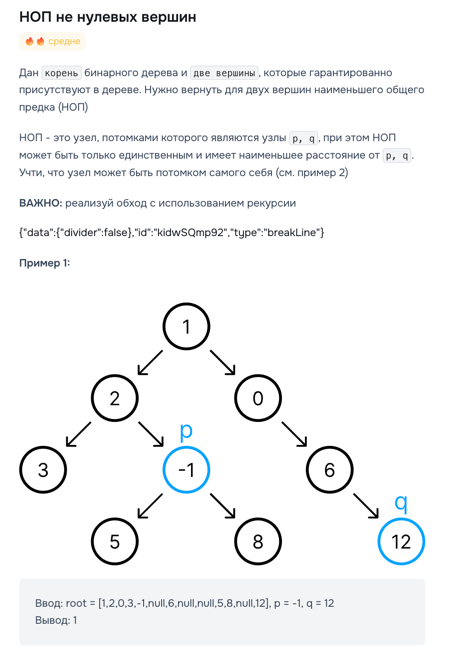 НОП не нулевых вершин
средне
Дан корень бинарного дерева и две вершины, которые гарантированно
присутствуют в дереве. Нужно вернуть для двух вершин наименьшего общего
предка (НОП)
НОП - это узел, потомками которого являются узлы p, q, при этом НОП
может быть только единственным и имеет наименьшее расстояние от p, q.
Учти, что узел может быть потомком самого себя (см. пример 2)
ВАЖНО: реализуй обход с использованием рекурсии
{"data":{"divider":false},"id":"kidwSQmp92","type":"breakLine"}
Пример 1:
1
2
0
p
3
-1
6
q
5
8
12
Ввод: root = [1,2,0,3,-1,null,6,null,null,5,8,null,12], p = -1, q = 12
Вывод: 1